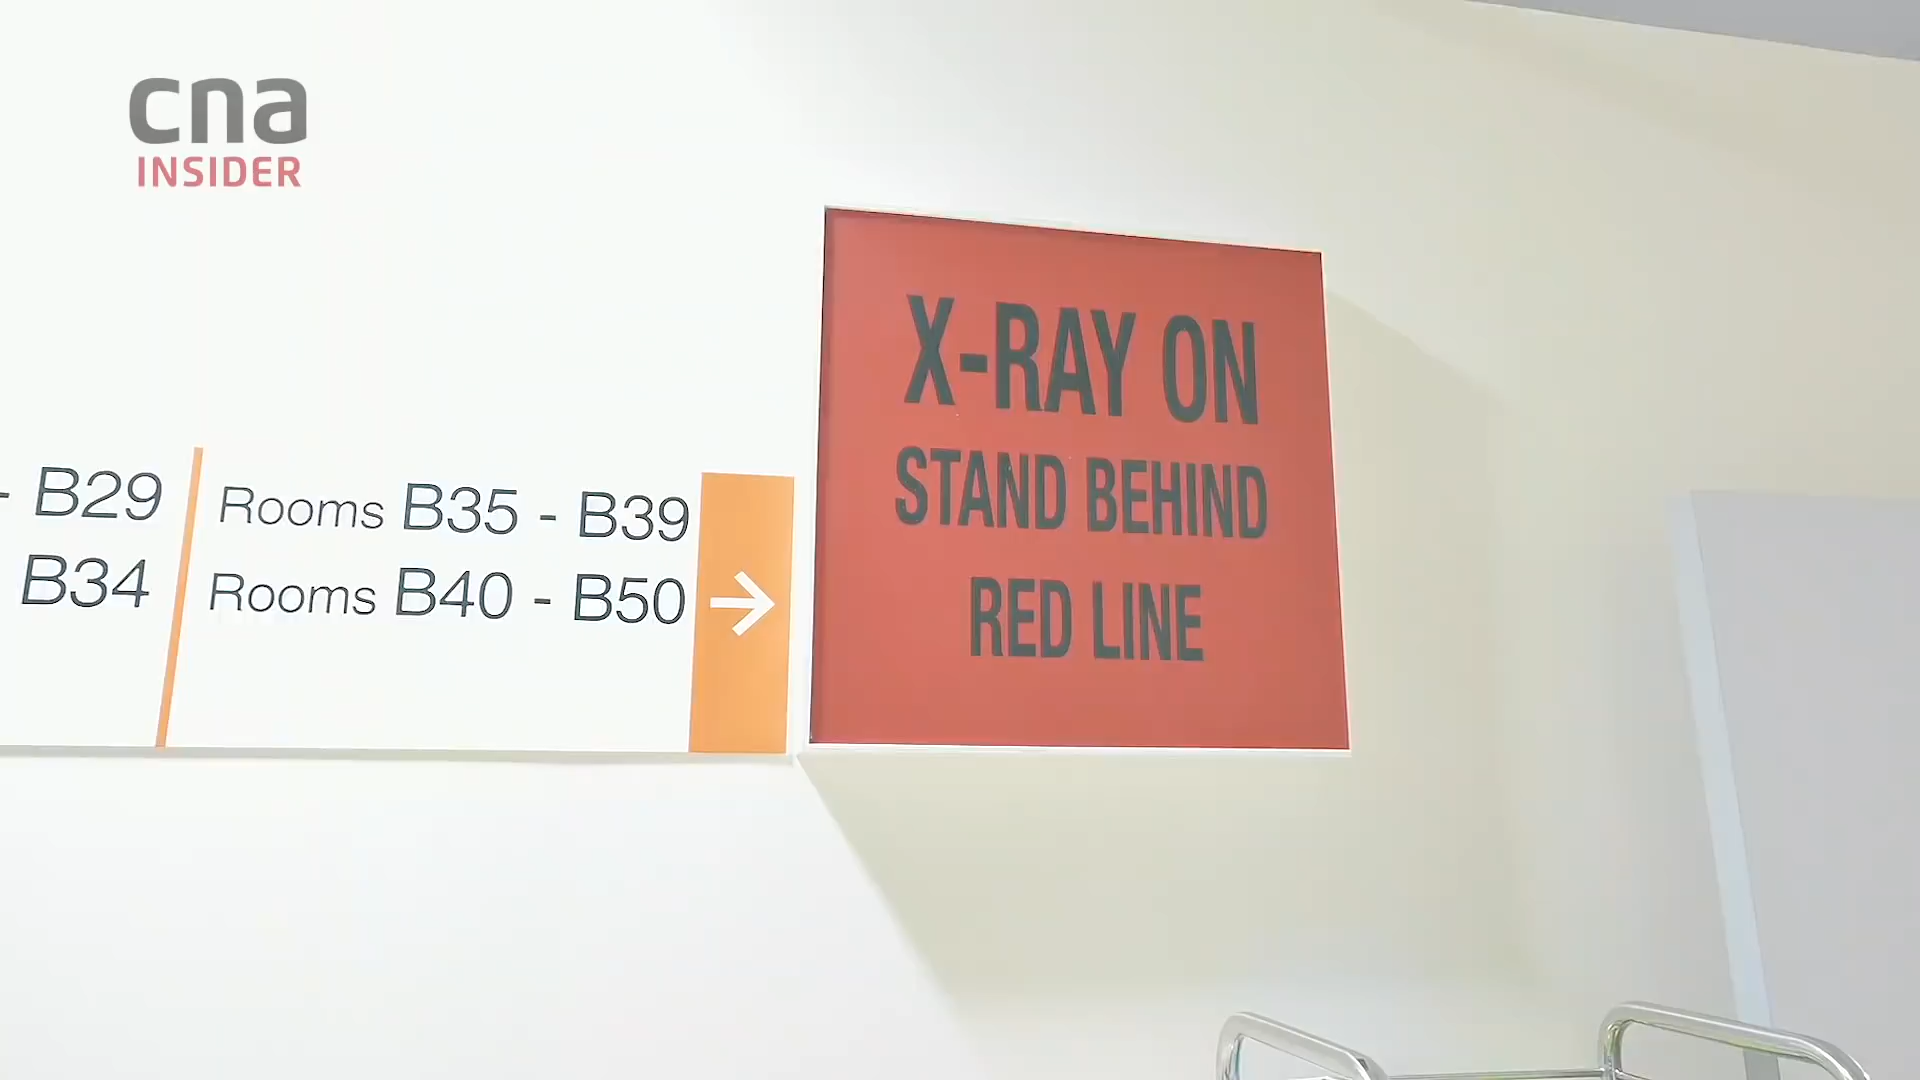 cna
INSIDER
X-RAY ON
STAND BEHIND
RED LINE
- B29
B34
Rooms B35 - B39
Rooms B40 - B50